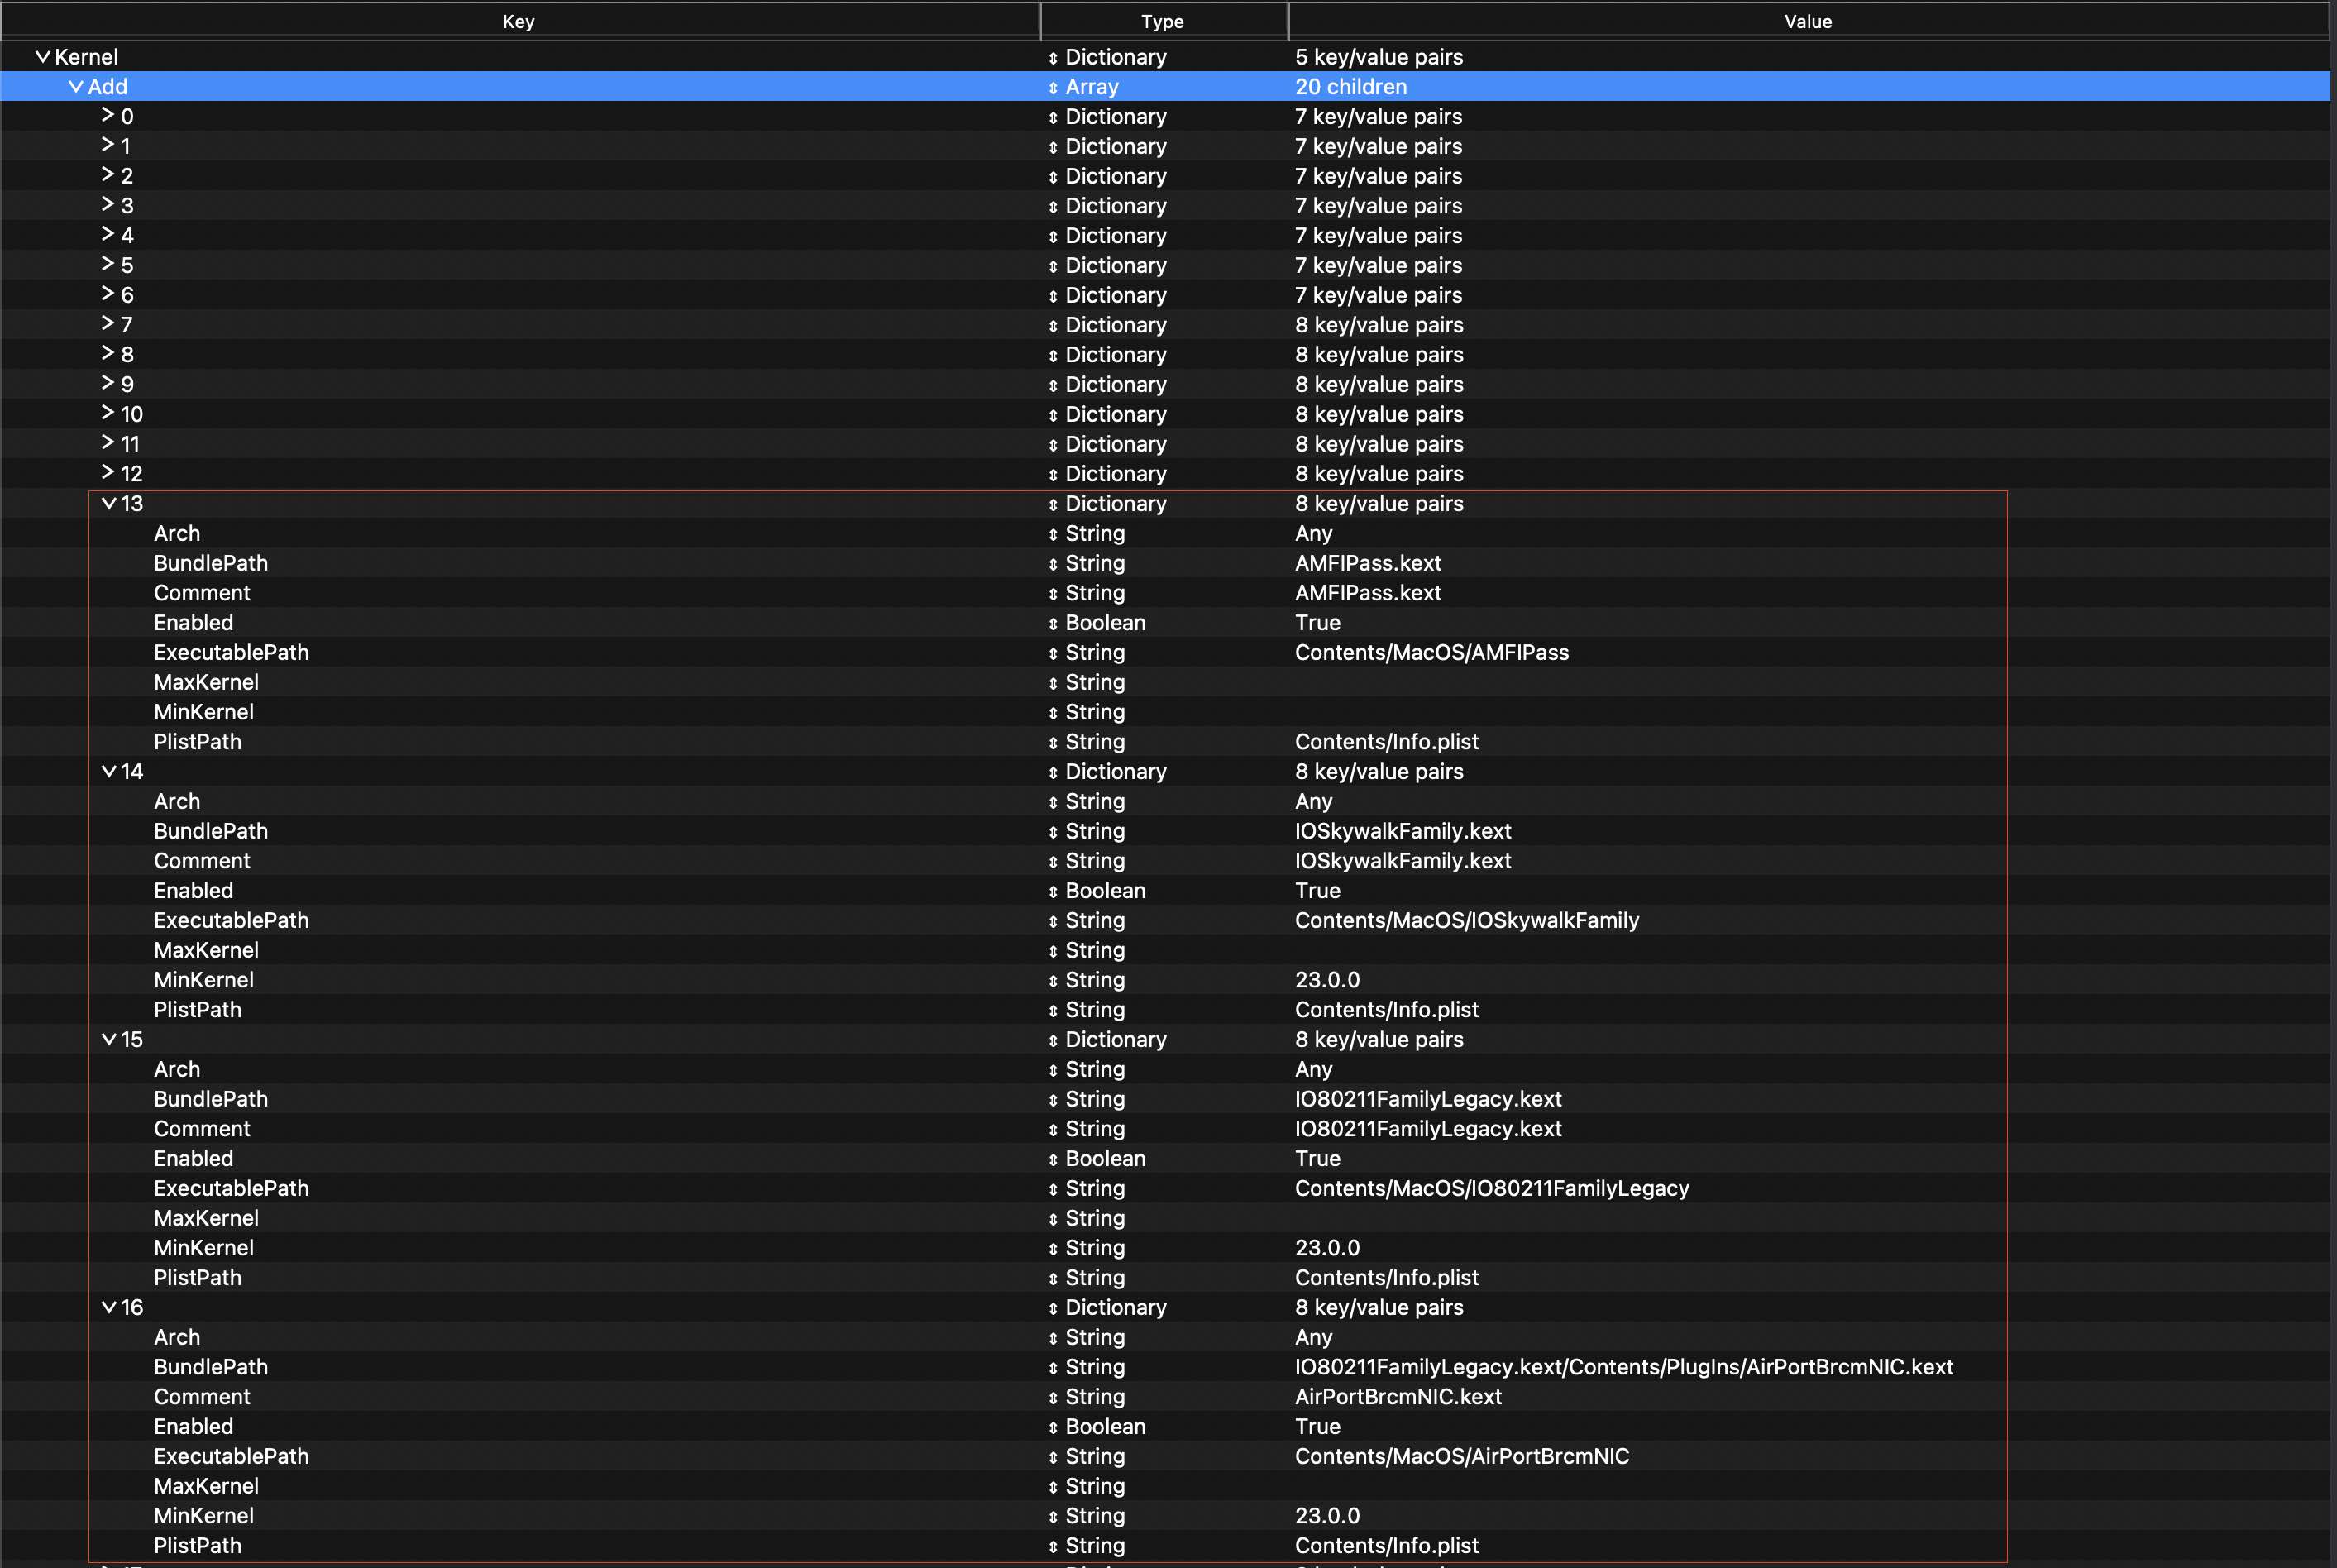 Key Type Value
Kernel Dictionary 5 key/value pairs
Add Array 20 children
0 Dictionary 7 key/value pairs
1 Dictionary 7 key/value pairs
2 Dictionary 7 key/value pairs
3 Dictionary 7 key/value pairs
4 Dictionary 7 key/value pairs
5 Dictionary 7 key/value pairs
6 Dictionary 7 key/value pairs
7 Dictionary 8 key/value pairs
8 Dictionary 8 key/value pairs
9 Dictionary 8 key/value pairs
10 Dictionary 8 key/value pairs
11 Dictionary 8 key/value pairs
12 Dictionary 8 key/value pairs
13 Dictionary 8 key/value pairs
Arch String Any
BundlePath String AMFIPass.kext
Comment String AMFIPass.kext
Enabled Boolean True
ExecutablePath String Contents/MacOS/AMFIPass
MaxKernel String
MinKernel String
PlistPath String Contents/Info.plist
14 Dictionary 8 key/value pairs
Arch String Any
BundlePath String IOSkywalkFamily.kext
Comment String IOSkywalkFamily.kext
Enabled Boolean True
ExecutablePath String Contents/MacOS/IOSkywalkFamily
MaxKernel String
MinKernel String 23.0.0
PlistPath String Contents/Info.plist
15 Dictionary 8 key/value pairs
Arch String Any
BundlePath String IO80211FamilyLegacy.kext
Comment String IO80211FamilyLegacy.kext
Enabled Boolean True
ExecutablePath String Contents/MacOS/IO80211FamilyLegacy
MaxKernel String
MinKernel String 23.0.0
PlistPath String Contents/Info.plist
16 Dictionary 8 key/value pairs
Arch String Any
BundlePath String IO80211FamilyLegacy.kext/Contents/PlugIns/AirPortBrcmNIC.kext
Comment String AirPortBrcmNIC.kext
Enabled Boolean True
ExecutablePath String Contents/MacOS/AirPortBrcmNIC
MaxKernel String
MinKernel String 23.0.0
PlistPath String Contents/Info.plist